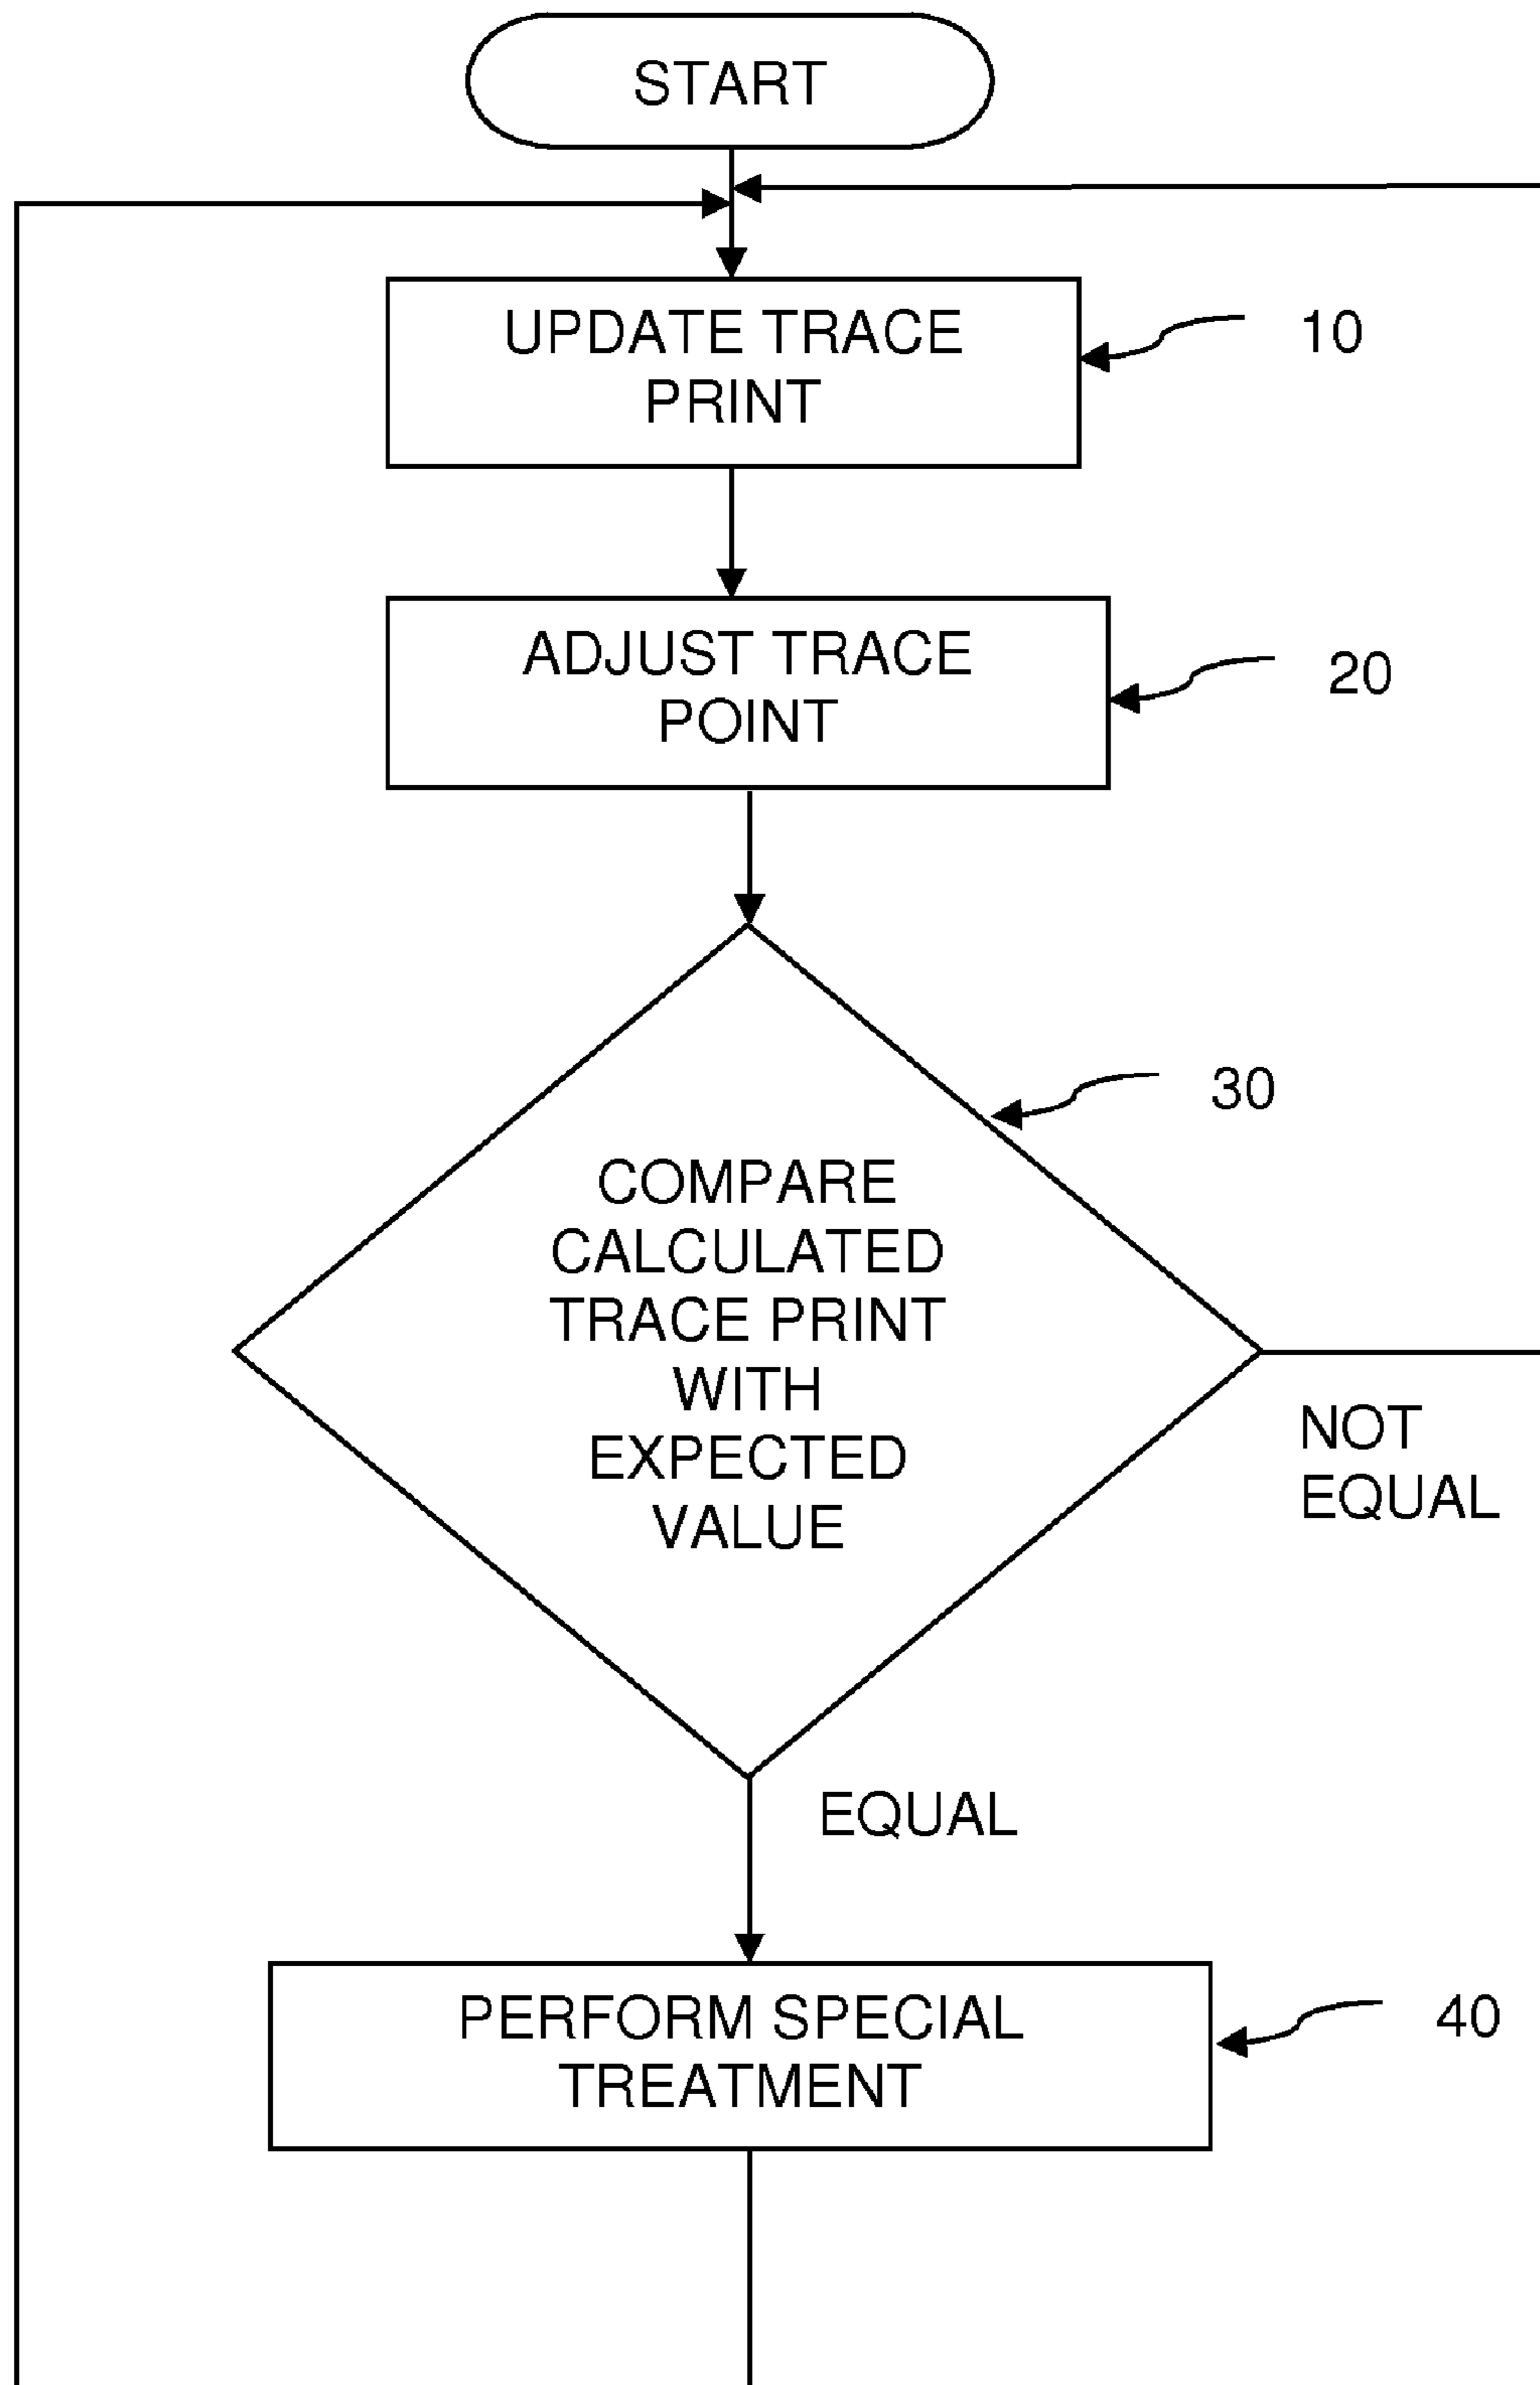 START
UPDATE TRACE
PRINT
10
ADJUST TRACE
POINT
20
30
COMPARE
CALCULATED
TRACE PRINT
WITH
EXPECTED
VALUE
NOT
EQUAL
EQUAL
PERFORM SPECIAL
TREATMENT
40